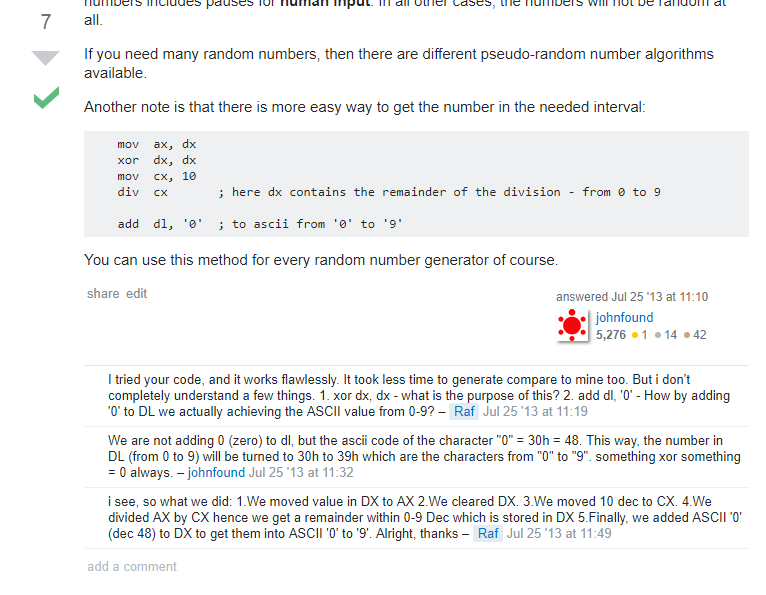 numbers includes pauses for human input. In all other cases, the numbers will not be random at
all.
7
If you need many random numbers, then there are different pseudo-random number algorithms
available.
Another note is that there is more easy way to get the number in the needed interval:
mov  ax, dx
xor  dx, dx
mov  cx, 10
div  cx       ; here dx contains the remainder of the division - from 0 to 9
add  dl, '0'  ; to ascii from '0' to '9'
You can use this method for every random number generator of course.
share edit
answered Jul 25 '13 at 11:10
johnfound
5,276 ●1 ●14 ●42
I tried your code, and it works flawlessly. It took less time to generate compare to mine too. But i don't
completely understand a few things. 1. xor dx, dx - what is the purpose of this? 2. add dl, '0' - How by adding
'0' to DL we actually achieving the ASCII value from 0-9? – Raf Jul 25 '13 at 11:19
We are not adding 0 (zero) to dl, but the ascii code of the character "0" = 30h = 48. This way, the number in
DL (from 0 to 9) will be turned to 30h to 39h which are the characters from "0" to "9". something xor something
= 0 always. – johnfound Jul 25 '13 at 11:32
i see, so what we did: 1.We moved value in DX to AX 2.We cleared DX. 3.We moved 10 dec to CX. 4.We
divided AX by CX hence we get a remainder within 0-9 Dec which is stored in DX 5.Finally, we added ASCII '0'
(dec 48) to DX to get them into ASCII '0' to '9'. Alright, thanks – Raf Jul 25 '13 at 11:49
add a comment